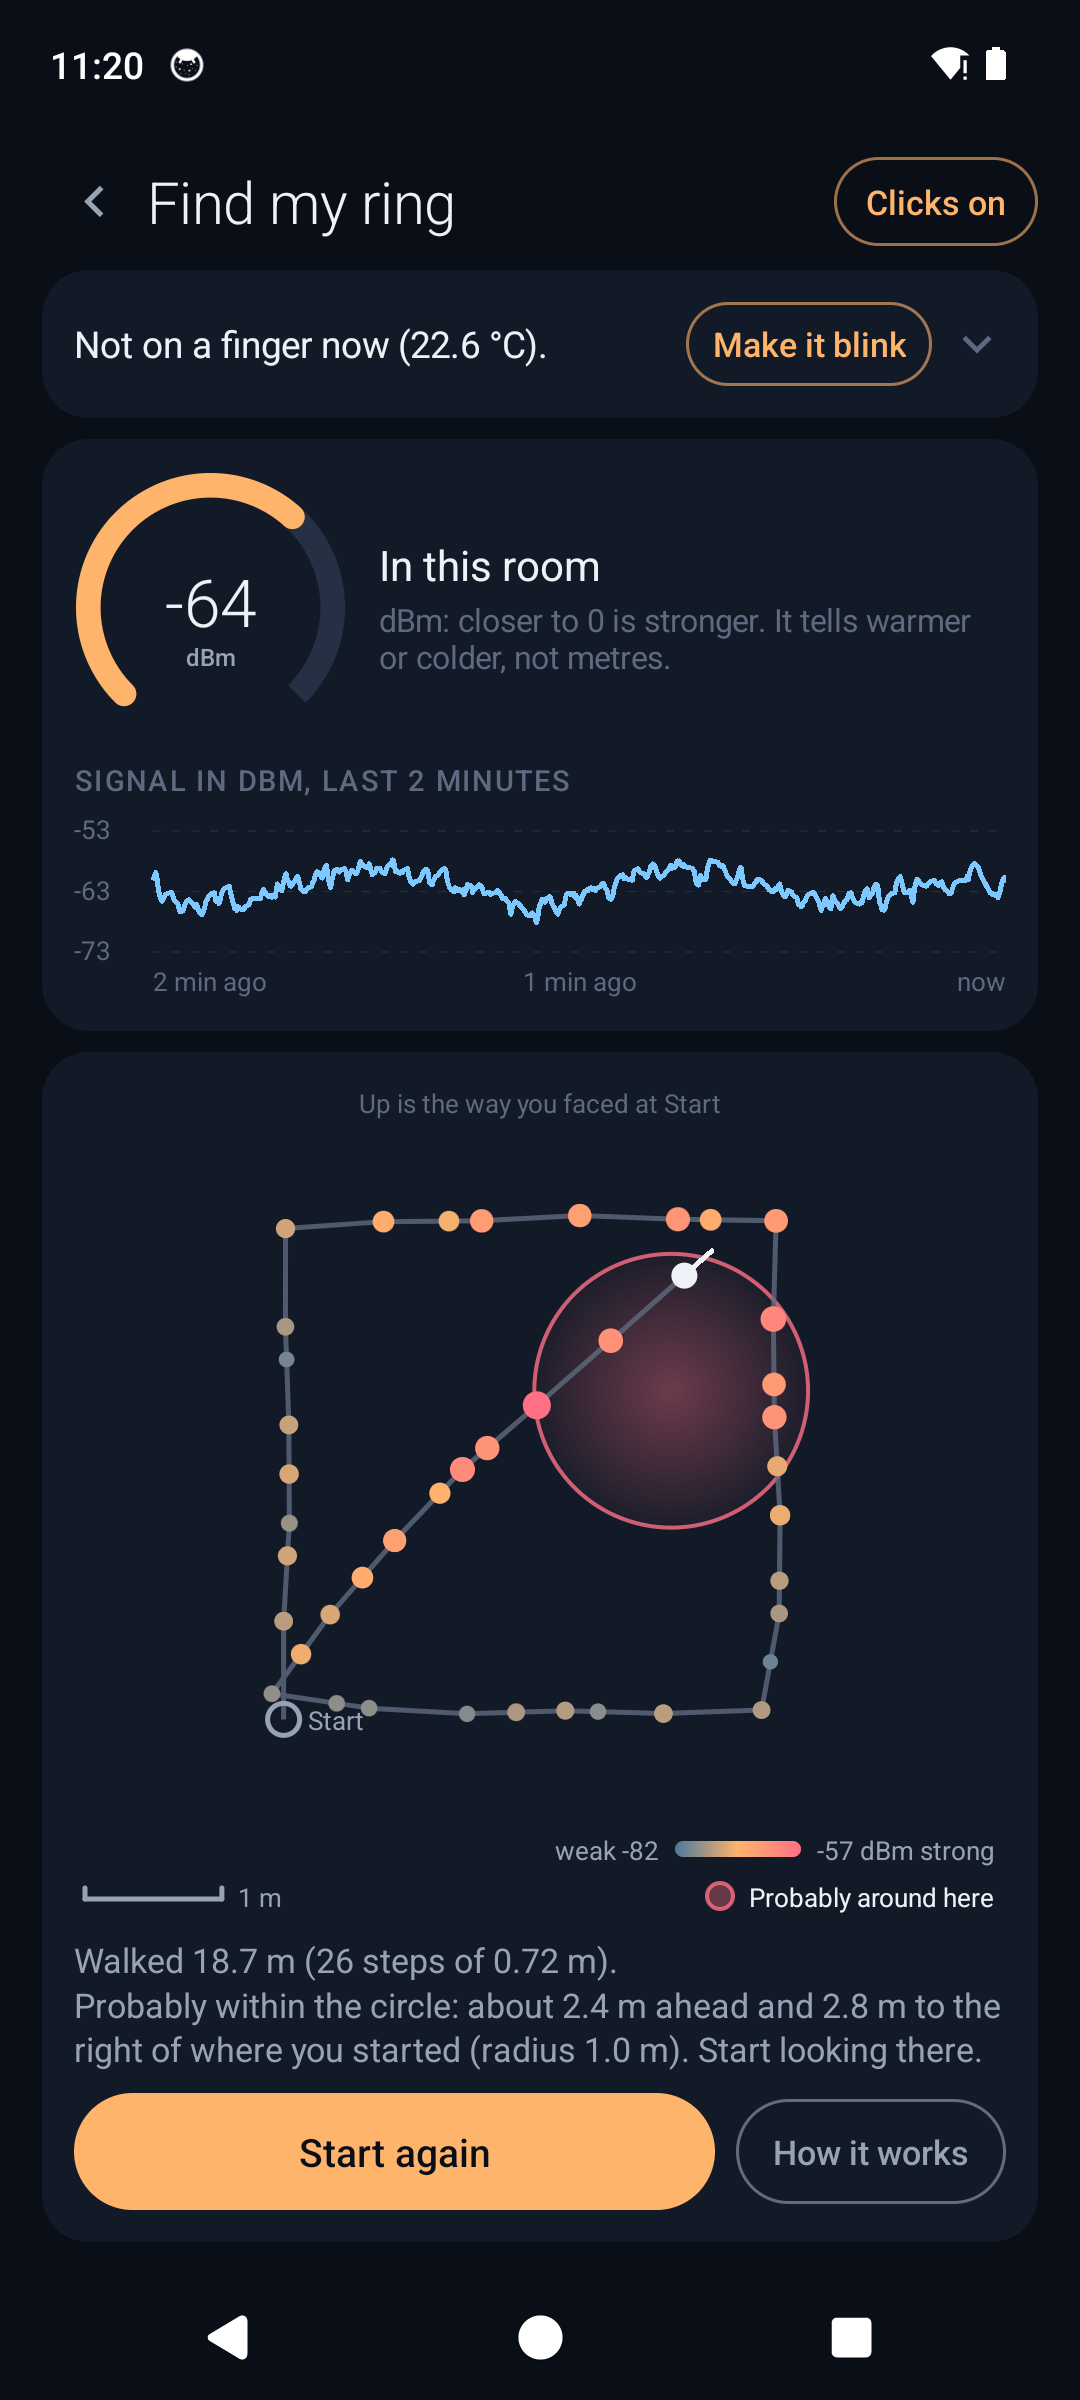 11:20
Find my ring
Clicks on
Not on a finger now (22.6 °C).
Make it blink
-64
dBm
In this room
dBm: closer to 0 is stronger. It tells warmer
or colder, not metres.
SIGNAL IN DBM, LAST 2 MINUTES
-53
-63
-73
2 min ago
1 min ago
now
Up is the way you faced at Start
Start
weak -82
-57 dBm strong
1 m
Probably around here
Walked 18.7 m (26 steps of 0.72 m).
Probably within the circle: about 2.4 m ahead and 2.8 m to the
right of where you started (radius 1.0 m). Start looking there.
Start again
How it works